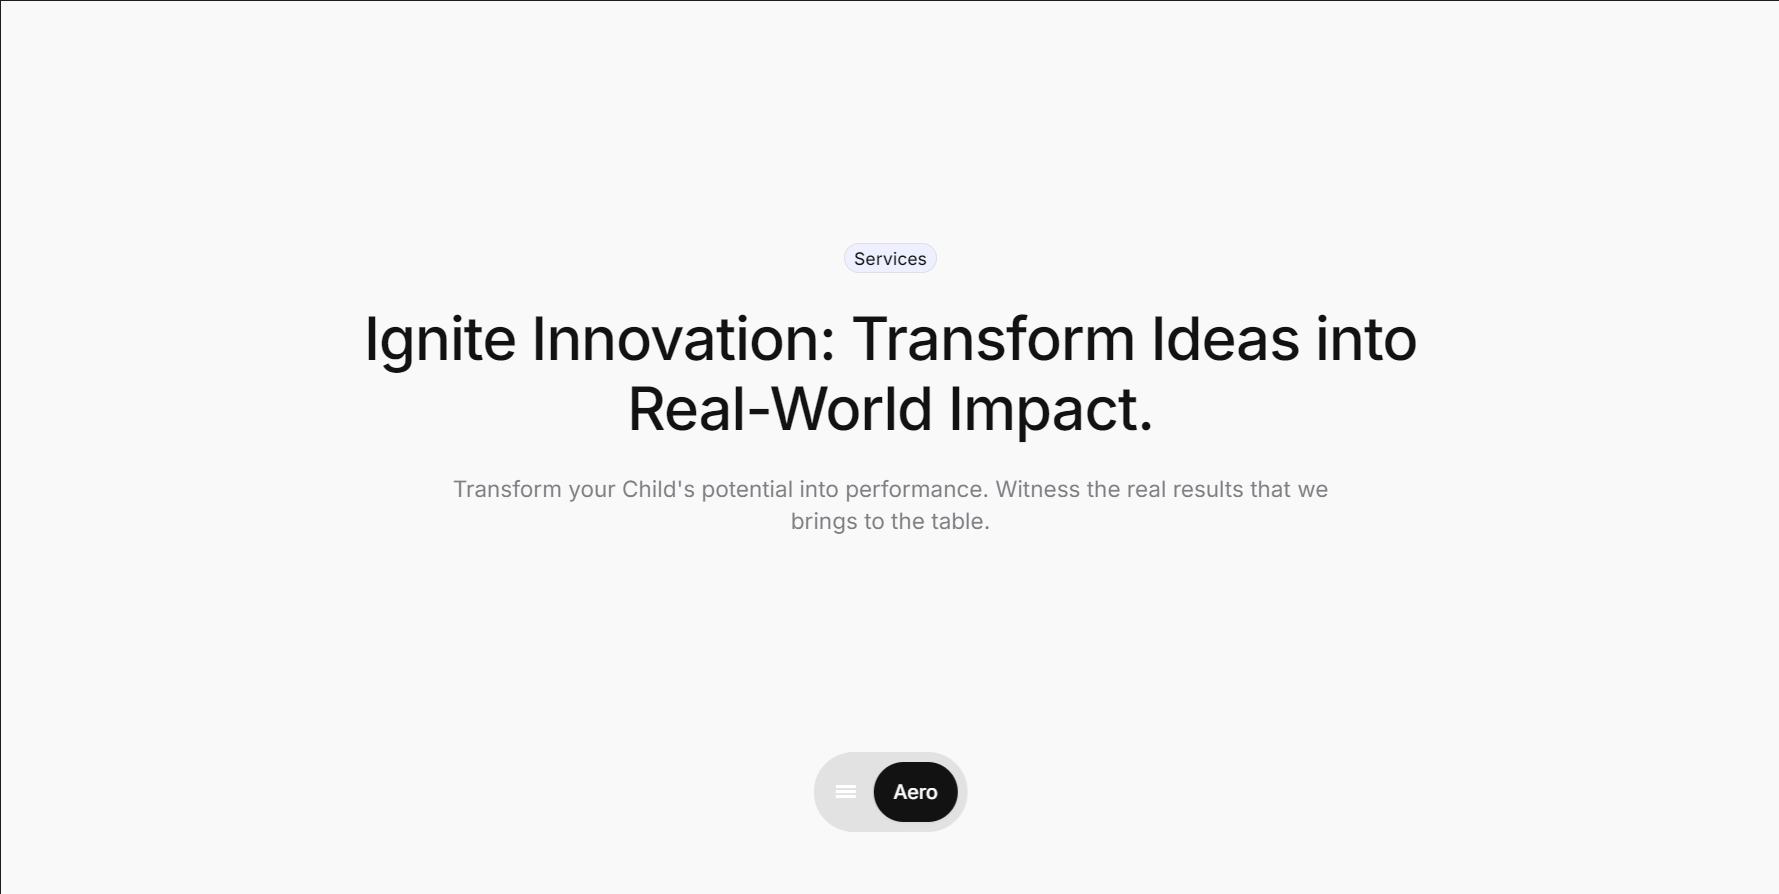 Services
Ignite Innovation: Transform Ideas into
Real-World Impact.
Transform your Child's potential into performance. Witness the real results that we
brings to the table.
Aero